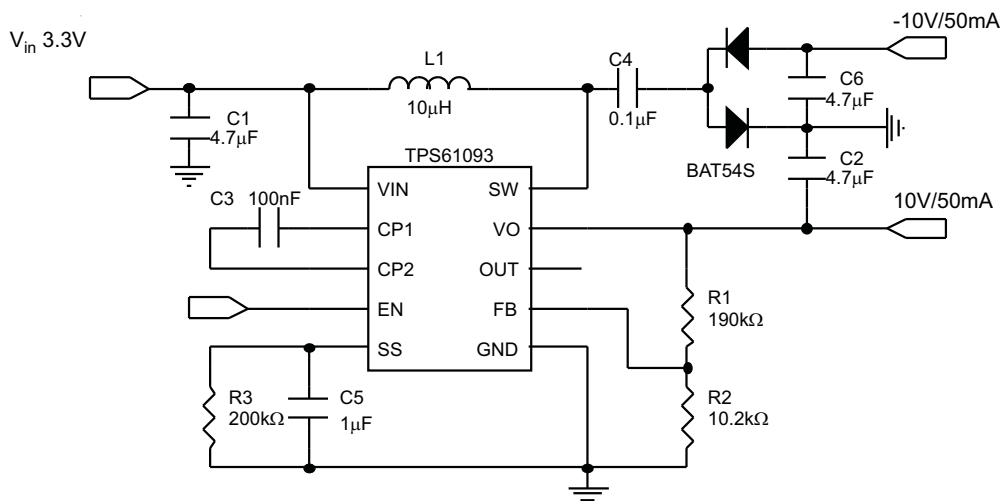 -10V/50mA
V_in 3.3V
L1
C4
10μH
0.1μF
C6
4.7μF
C1
4.7μF
TPS61093
BAT54S
C2
4.7μF
VIN
SW
C3 100nF
10V/50mA
CP1
VO
CP2
OUT
EN
FB
R1
190kΩ
SS
GND
R3
200kΩ
C5
1μF
R2
10.2kΩ